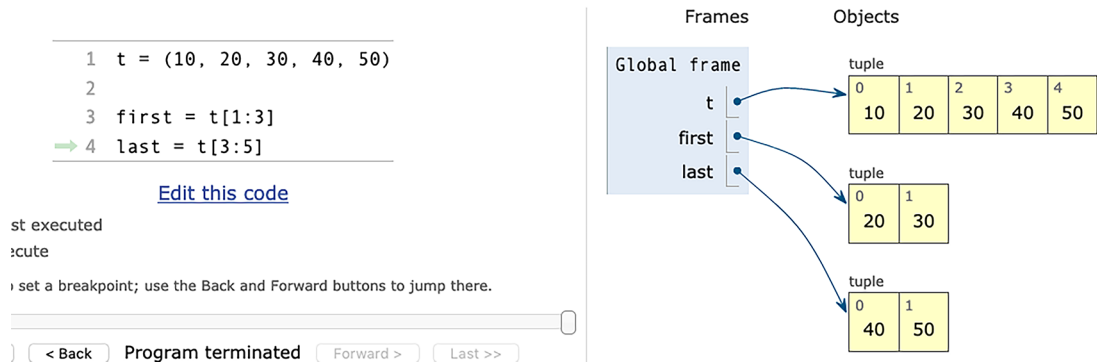 1 t = (10, 20, 30, 40, 50)
2
3 first = t[1:3]
4 last = t[3:5]
Edit this code
st executed
ecute
set a breakpoint; use the Back and Forward buttons to jump there.
< Back Program terminated Forward > Last >>
Frames Objects
Global frame
t
first
last
tuple
0 1 2 3 4
10 20 30 40 50
tuple
0 1
20 30
tuple
0 1
40 50